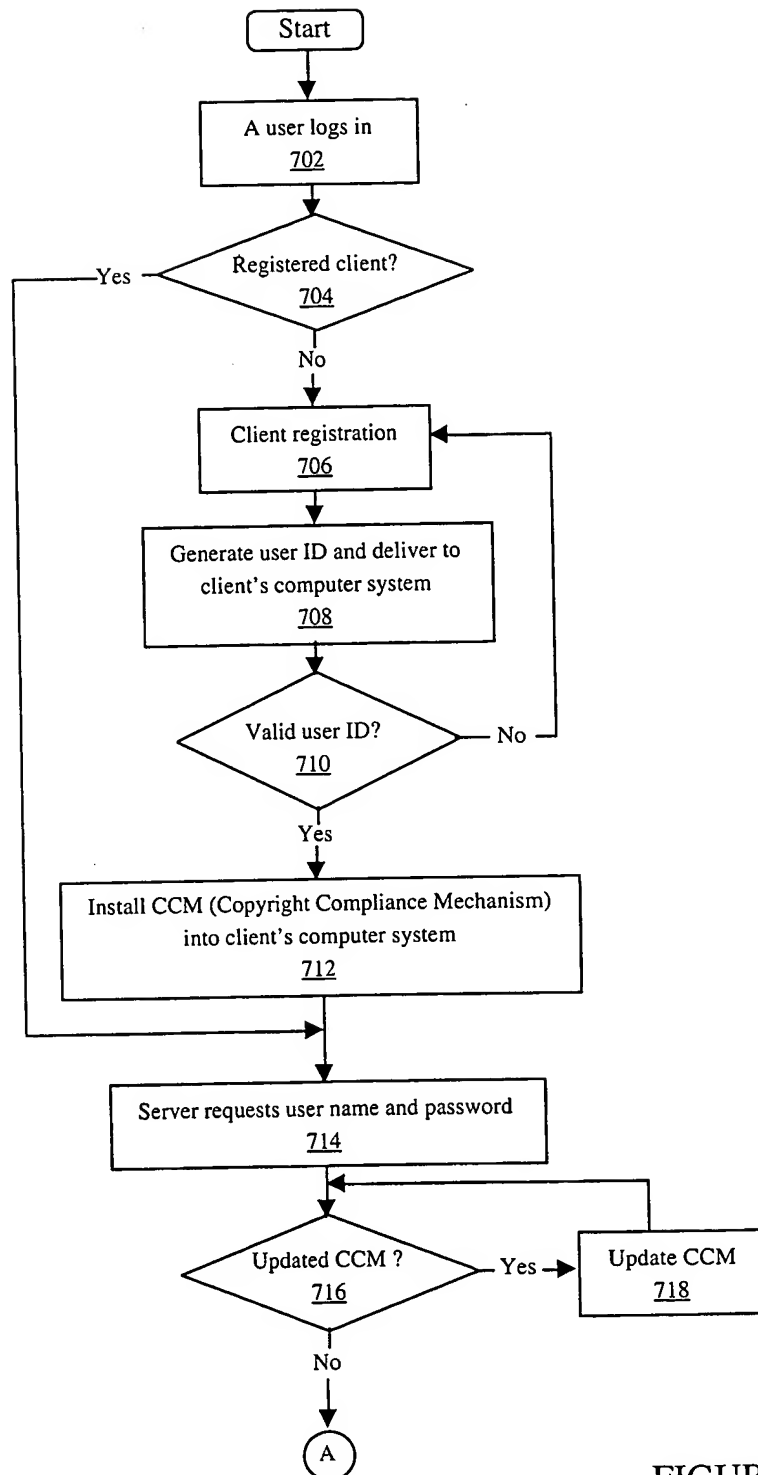 Start
A user logs in
702
Registered client?
704
Yes
No
Client registration
706
Generate user ID and deliver to
client's computer system
708
Valid user ID?
710
No
Yes
Install CCM (Copyright Compliance Mechanism)
into client's computer system
712
Server requests user name and password
714
Updated CCM ?
716
Yes
Update CCM
718
No
A
FIGUR